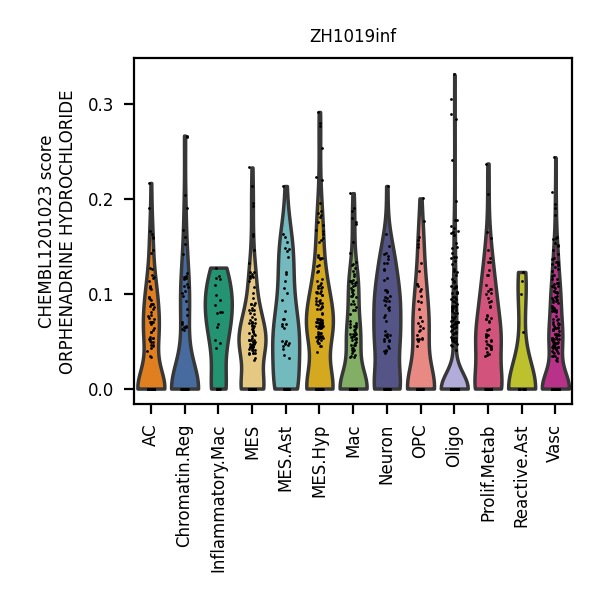 ZH1019inf
CHEMBL1201023 score
ORPHENADRINE HYDROCHLORIDE
0.3
0.2
0.1
0.0
AC
Chromatin.Reg
Inflammatory.Mac
MES
MES.Ast
MES.Hyp
Mac
Neuron
OPC
Oligo
Prolif.Metab
Reactive.Ast
Vasc